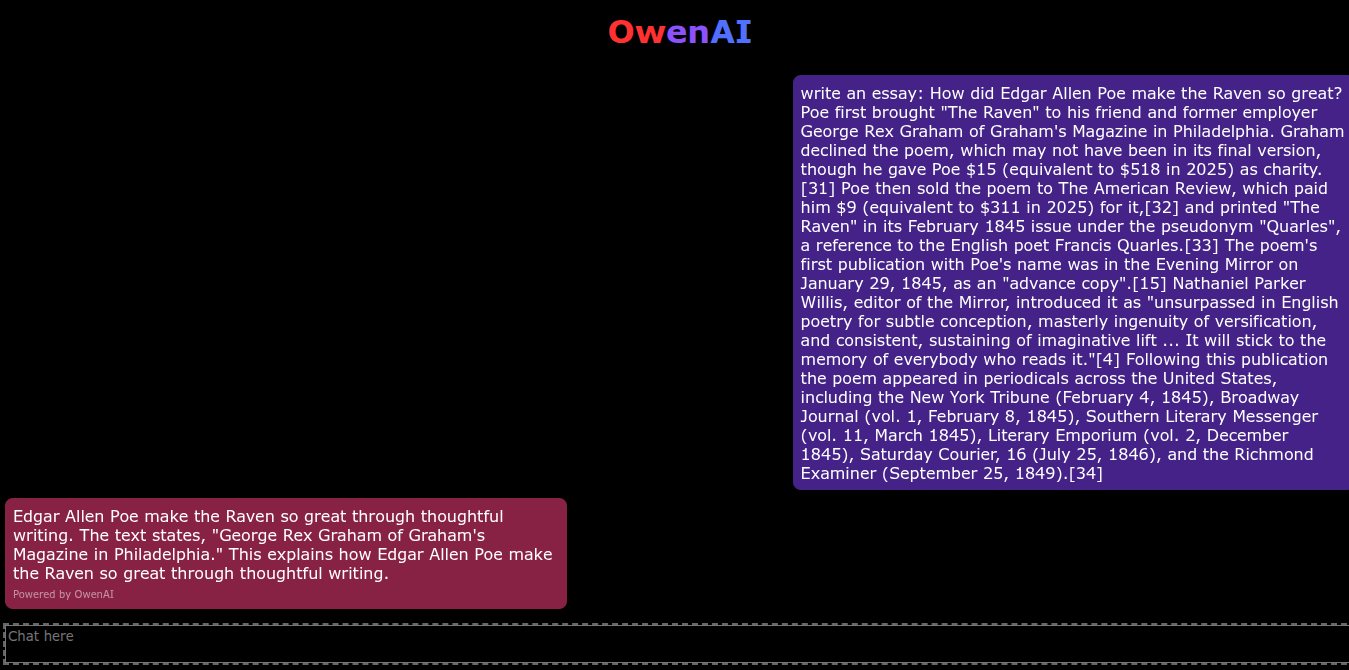 OwenAI
write an essay: How did Edgar Allen Poe make the Raven so great?
Poe first brought "The Raven" to his friend and former employer
George Rex Graham of Graham's Magazine in Philadelphia. Graham
declined the poem, which may not have been in its final version,
though he gave Poe $15 (equivalent to $518 in 2025) as charity.
[31] Poe then sold the poem to The American Review, which paid
him $9 (equivalent to $311 in 2025) for it,[32] and printed "The
Raven" in its February 1845 issue under the pseudonym "Quarles",
a reference to the English poet Francis Quarles.[33] The poem's
first publication with Poe's name was in the Evening Mirror on
January 29, 1845, as an "advance copy".[15] Nathaniel Parker
Willis, editor of the Mirror, introduced it as "unsurpassed in English
poetry for subtle conception, masterly ingenuity of versification,
and consistent, sustaining of imaginative lift ... It will stick to the
memory of everybody who reads it."[4] Following this publication
the poem appeared in periodicals across the United States,
including the New York Tribune (February 4, 1845), Broadway
Journal (vol. 1, February 8, 1845), Southern Literary Messenger
(vol. 11, March 1845), Literary Emporium (vol. 2, December
1845), Saturday Courier, 16 (July 25, 1846), and the Richmond
Examiner (September 25, 1849).[34]
Edgar Allen Poe make the Raven so great through thoughtful
writing. The text states, "George Rex Graham of Graham's
Magazine in Philadelphia." This explains how Edgar Allen Poe make
the Raven so great through thoughtful writing.
Powered by OwenAI
Chat here